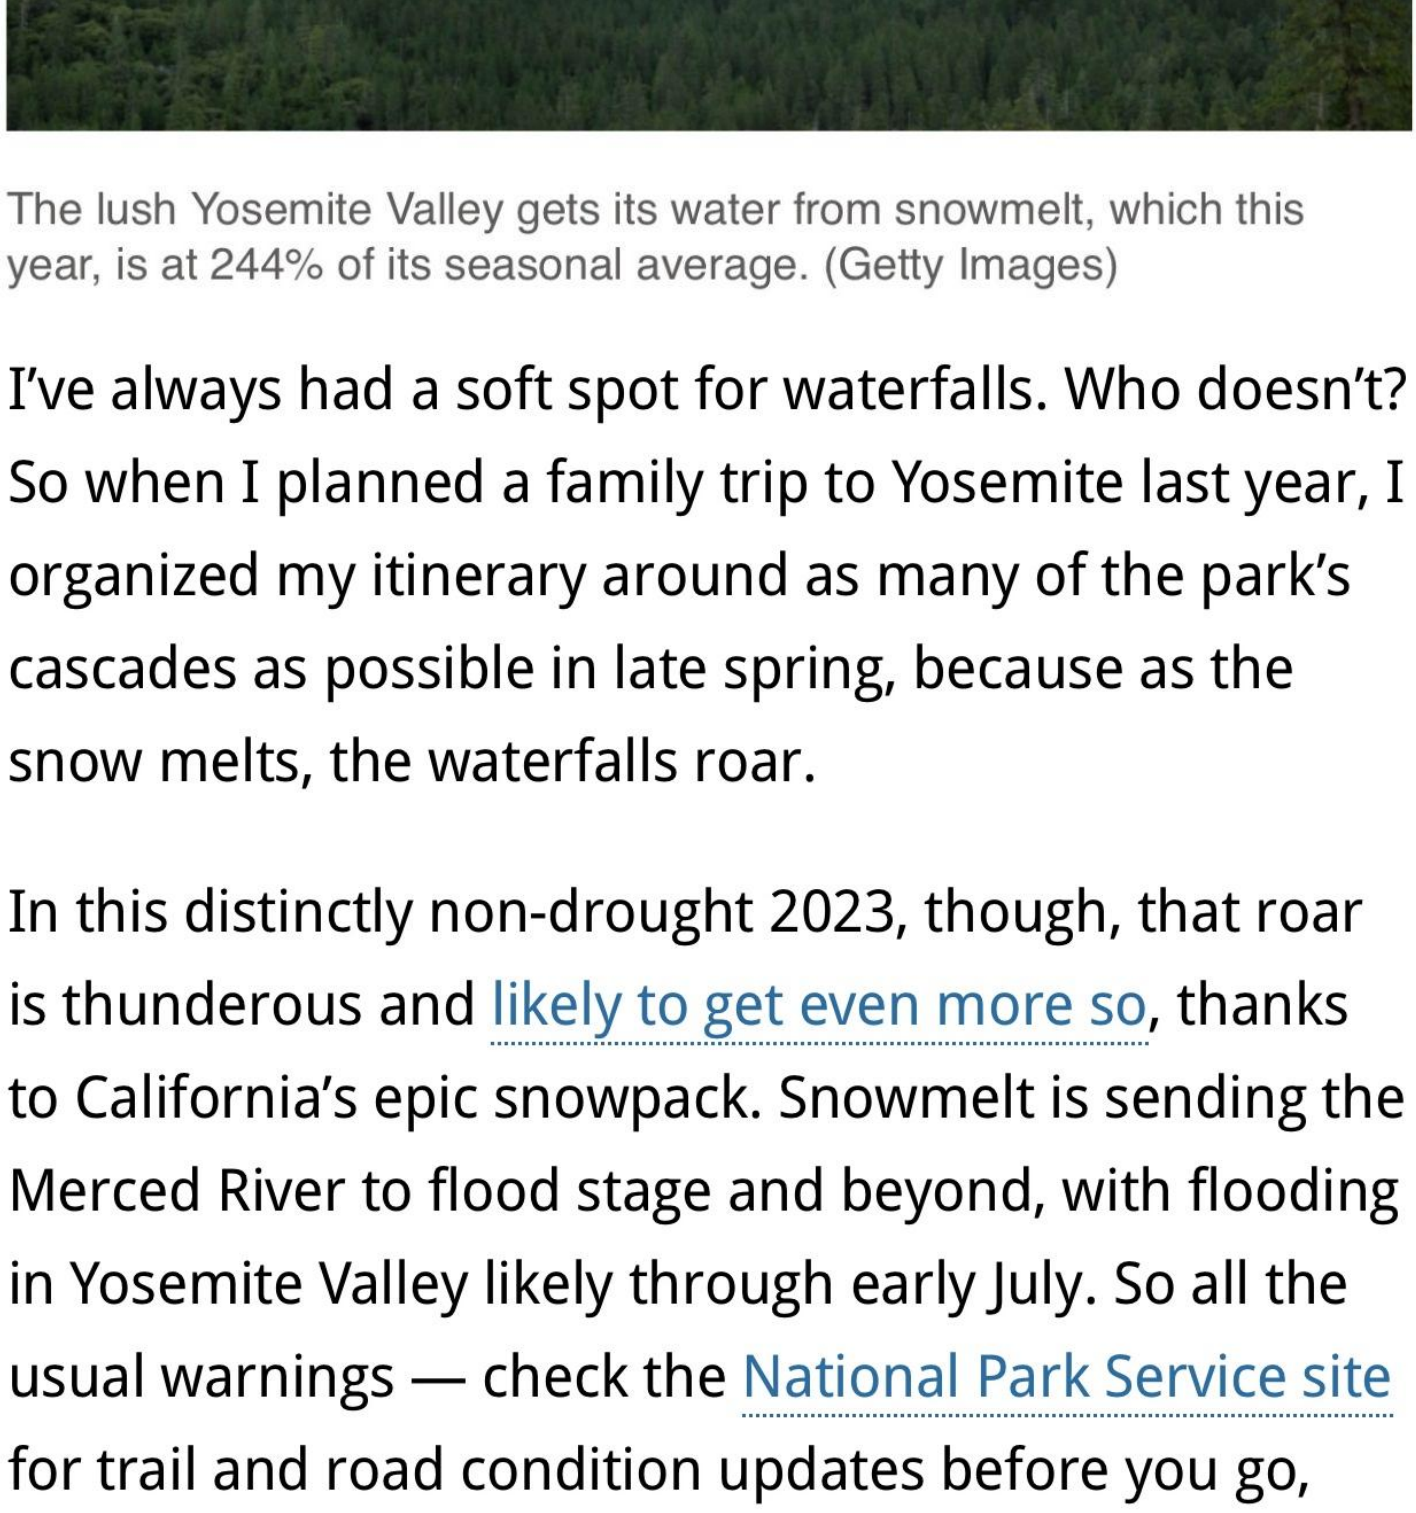 The lush Yosemite Valley gets its water from snowmelt, which this
year, is at 244% of its seasonal average. (Getty Images)
I’ve always had a soft spot for waterfalls. Who doesn’t?
So when I planned a family trip to Yosemite last year, I
organized my itinerary around as many of the park’s
cascades as possible in late spring, because as the
snow melts, the waterfalls roar.
In this distinctly non-drought 2023, though, that roar
is thunderous and likely to get even more so, thanks
to California’s epic snowpack. Snowmelt is sending the
Merced River to flood stage and beyond, with flooding
in Yosemite Valley likely through early July. So all the
usual warnings — check the National Park Service site
for trail and road condition updates before you go,